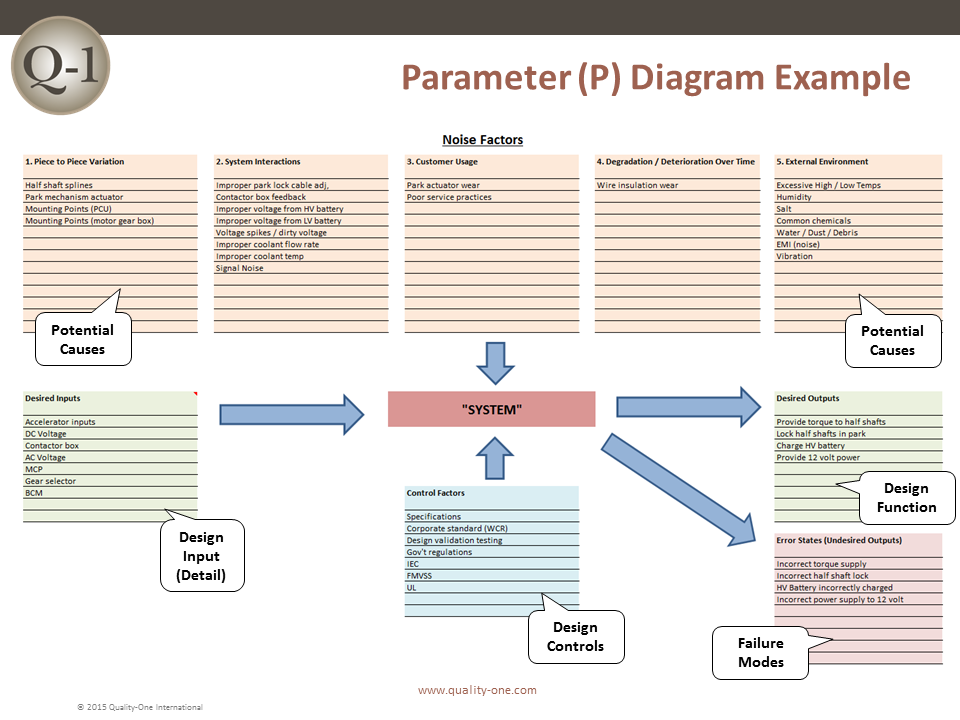 Q-1
Parameter (P) Diagram Example
Noise Factors
1. Piece to Piece Variation
Half shaft splines
Park mechanism actuator
Mounting Points (PCU)
Mounting Points (motor gear box)
2. System Interactions
Improper park lock cable adj,
Contactor box feedback
Improper voltage from HV battery
Improper voltage from LV battery
Voltage spikes / dirty voltage
Improper coolant flow rate
Improper coolant temp
Signal Noise
3. Customer Usage
Park actuator wear
Poor service practices
4. Degradation / Deterioration Over Time
Wire insulation wear
5. External Environment
Excessive High / Low Temps
Humidity
Salt
Common chemicals
Water / Dust / Debris
EMI (noise)
Vibration
Potential
Causes
Potential
Causes
Desired Inputs
Accelerator inputs
DC Voltage
Contactor box
AC Voltage
MCP
Gear selector
BCM
Design
Input
(Detail)
"SYSTEM"
Control Factors
Specifications
Corporate standard (WCR)
Design validation testing
Gov't regulations
IEC
FMVSS
UL
Design
Controls
Desired Outputs
Provide torque to half shafts
Lock half shafts in park
Charge HV battery
Provide 12 volt power
Design
Function
Error States (Undesired Outputs)
Incorrect torque supply
Incorrect half shaft lock
HV Battery incorrectly charged
Incorrect power supply to 12 volt
Failure
Modes
www.quality-one.com
© 2015 Quality-One International